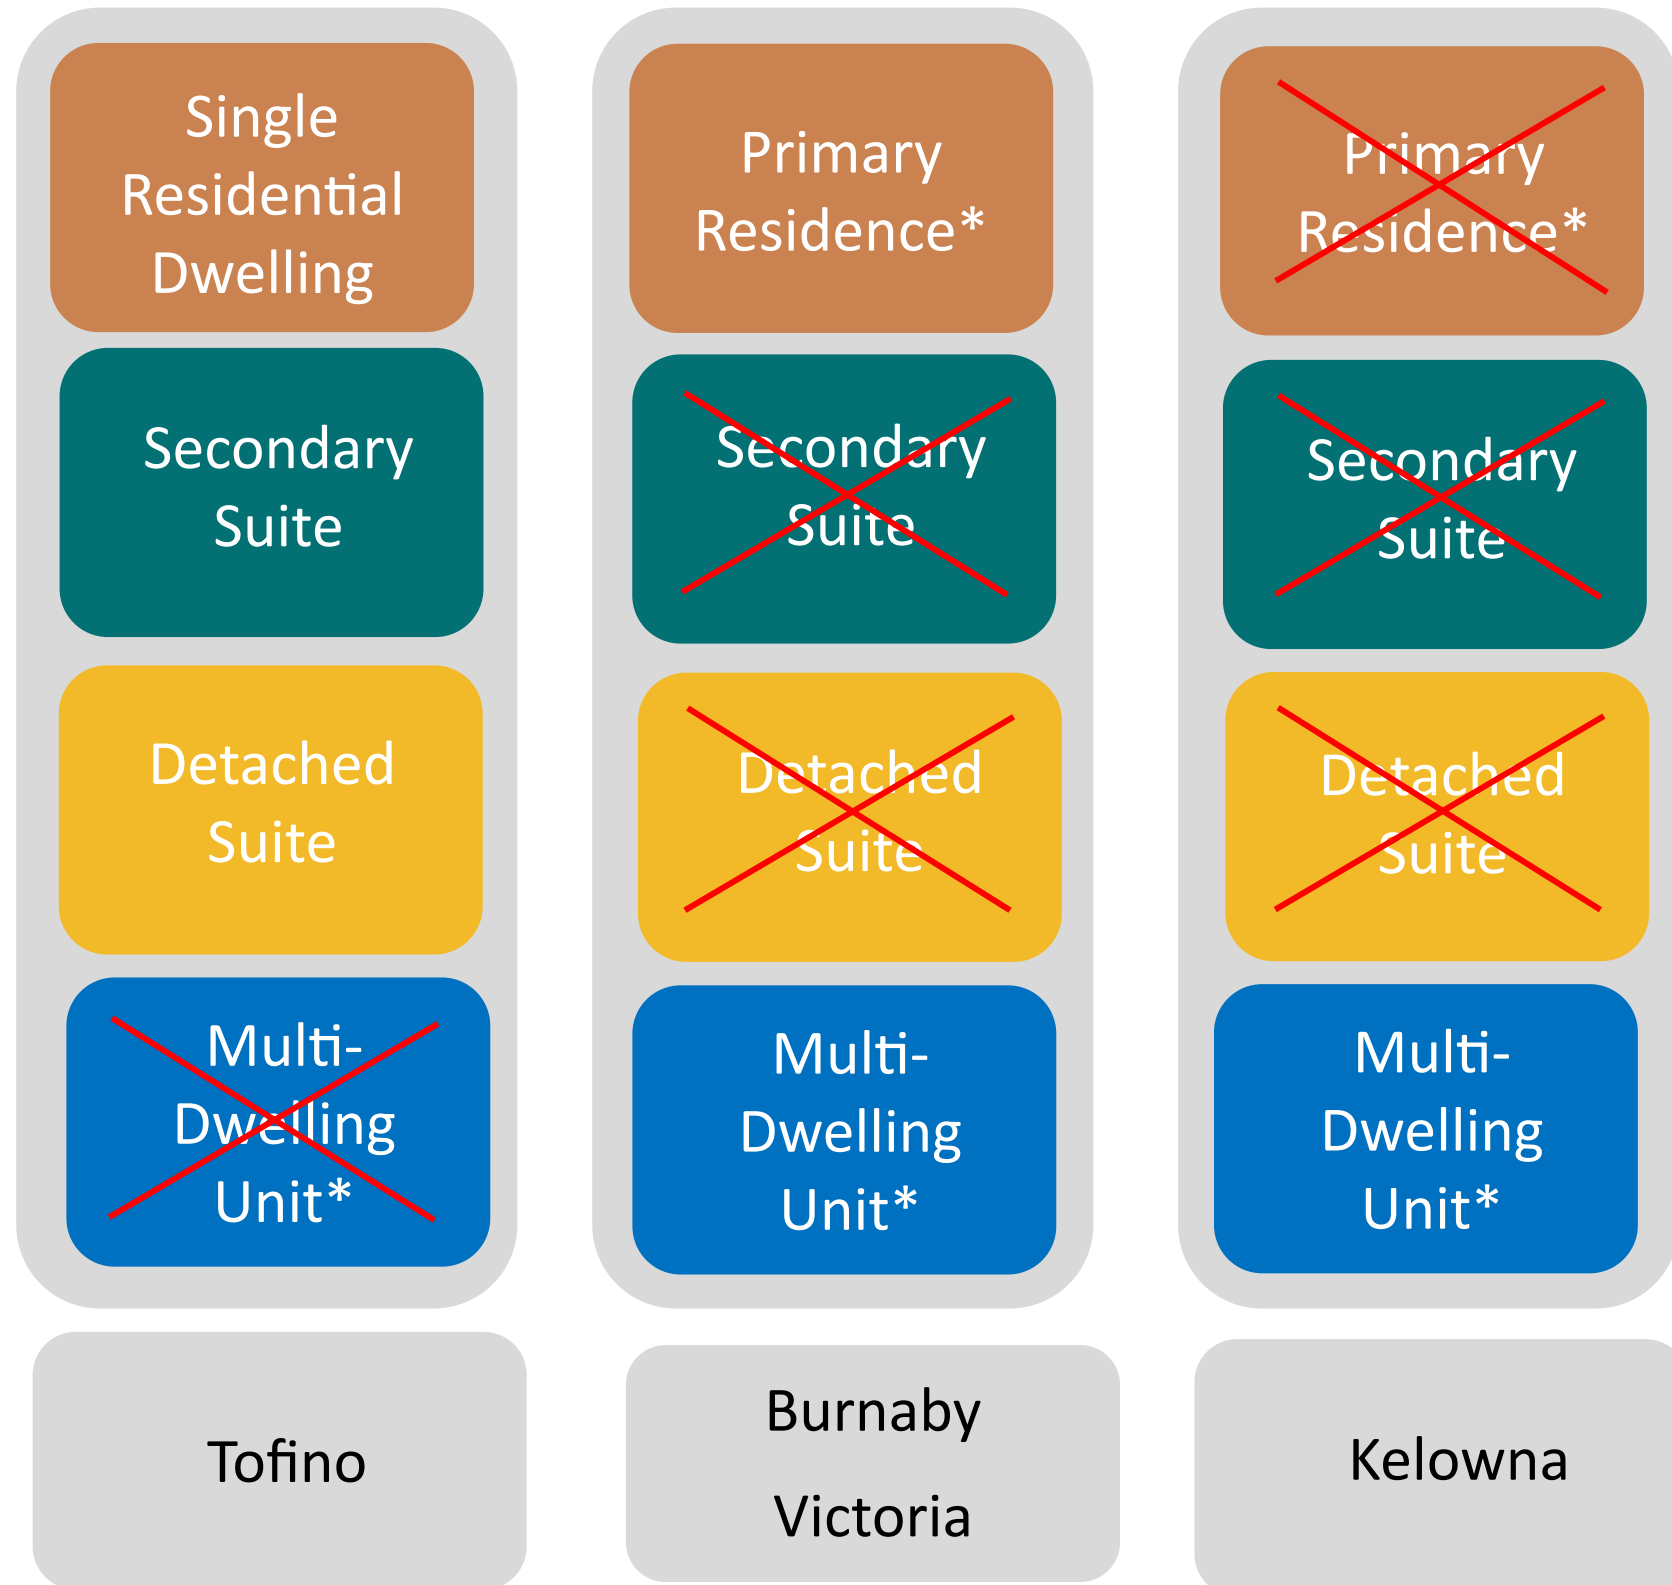 Single
Residential
Dwelling
Secondary
Suite
Detached
Suite
Multi-
Dwelling
Unit*
Tofino
Primary
Residence*
Secondary
Suite
Detached
Suite
Multi-
Dwelling
Unit*
Burnaby
Victoria
Primary
Residence*
Secondary
Suite
Detached
Suite
Multi-
Dwelling
Unit*
Kelowna